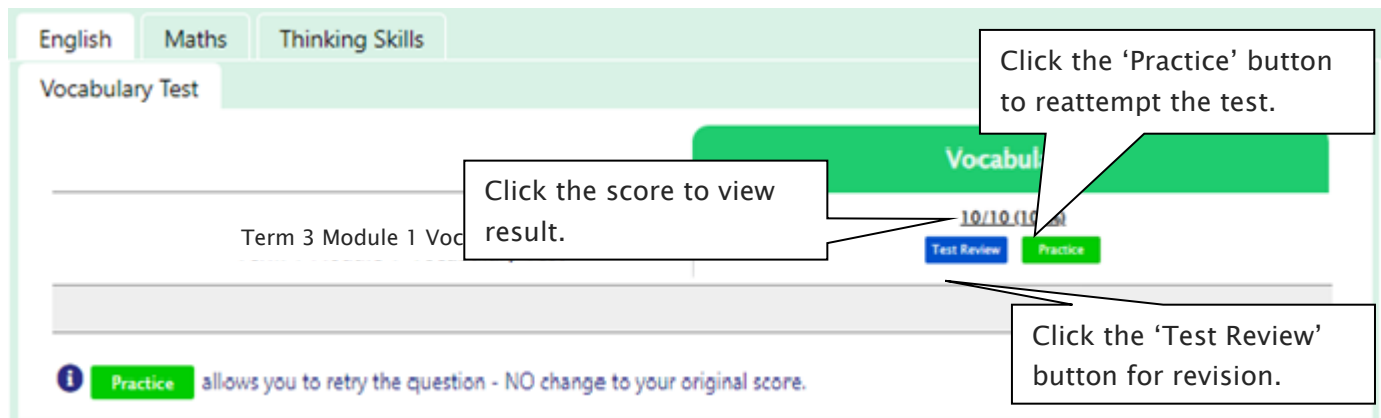 English Maths Thinking Skills
Vocabulary Test
Click the ‘Practice’ button
to reattempt the test.
Click the score to view
result.
Term 3 Module 1
10/10
Test Review Practice
Click the ‘Test Review’
button for revision.
Practice allows you to retry the question - NO change to your original score.